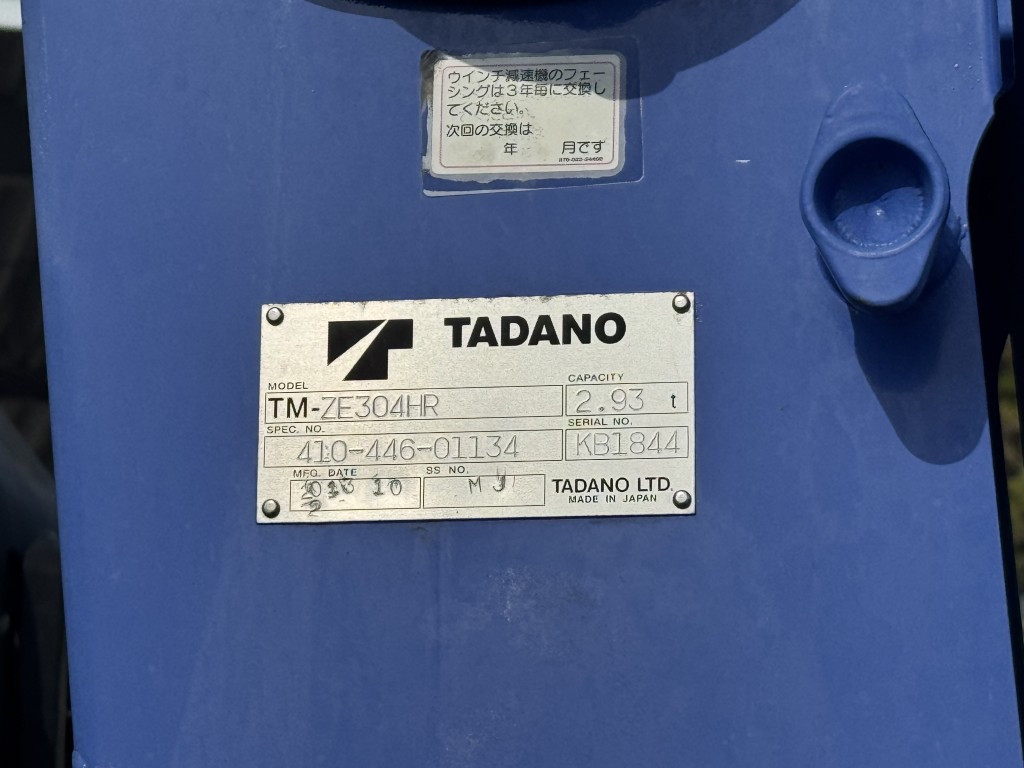 ウインチ減速機のフェー
シングは3年毎に交換し
てください。
次回の交換は
年 月です
TADANO
MODEL
CAPACITY
TM-ZE304HR
2.93 t
SPEC. NO.
SERIAL NO.
410-446-01134
KB1844
MFG. DATE
SS NO.
10
M J
TADANO LTD.
MADE IN JAPAN